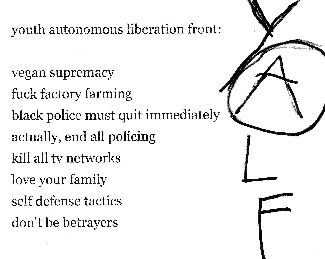 youth autonomous liberation front:
vegan supremacy
fuck factory farming
black police must quit immediately
actually, end all policing
kill all tv networks
love your family
self defense tactics
don't be betrayers
Y
A
L
F